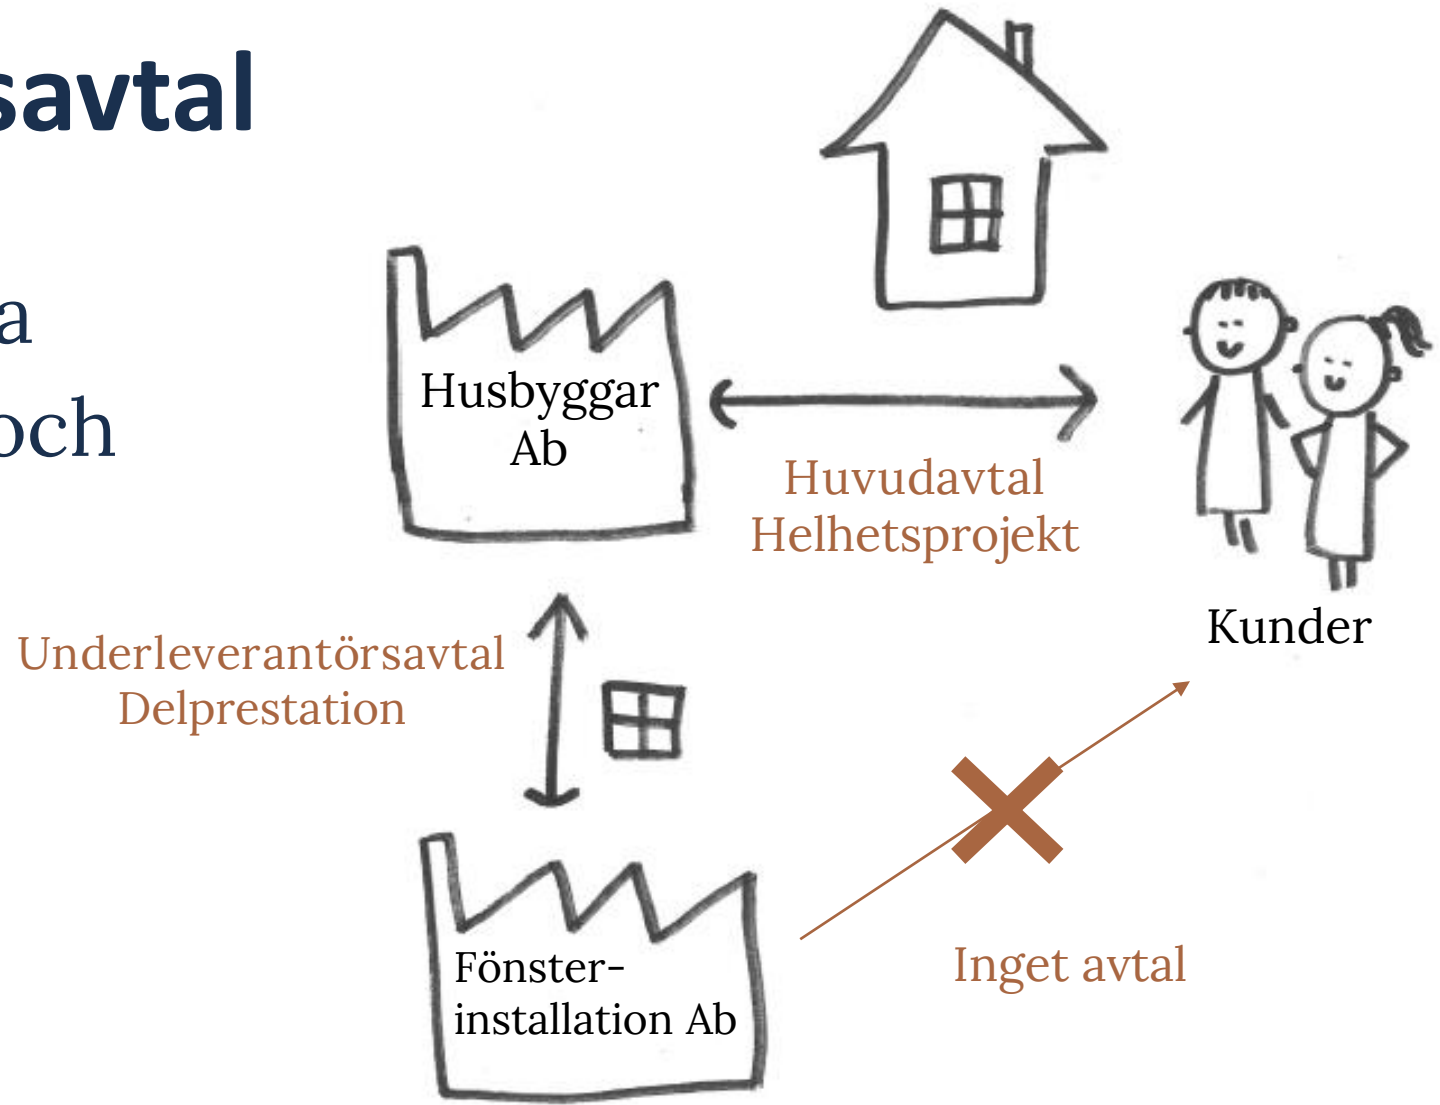 savtal
a
och
Husbyggar
Ab
Huvudavtal
Helhetsprojekt
Kunder
Underleverantörsavtal
Delprestation
Fönster-
installation Ab
Inget avtal